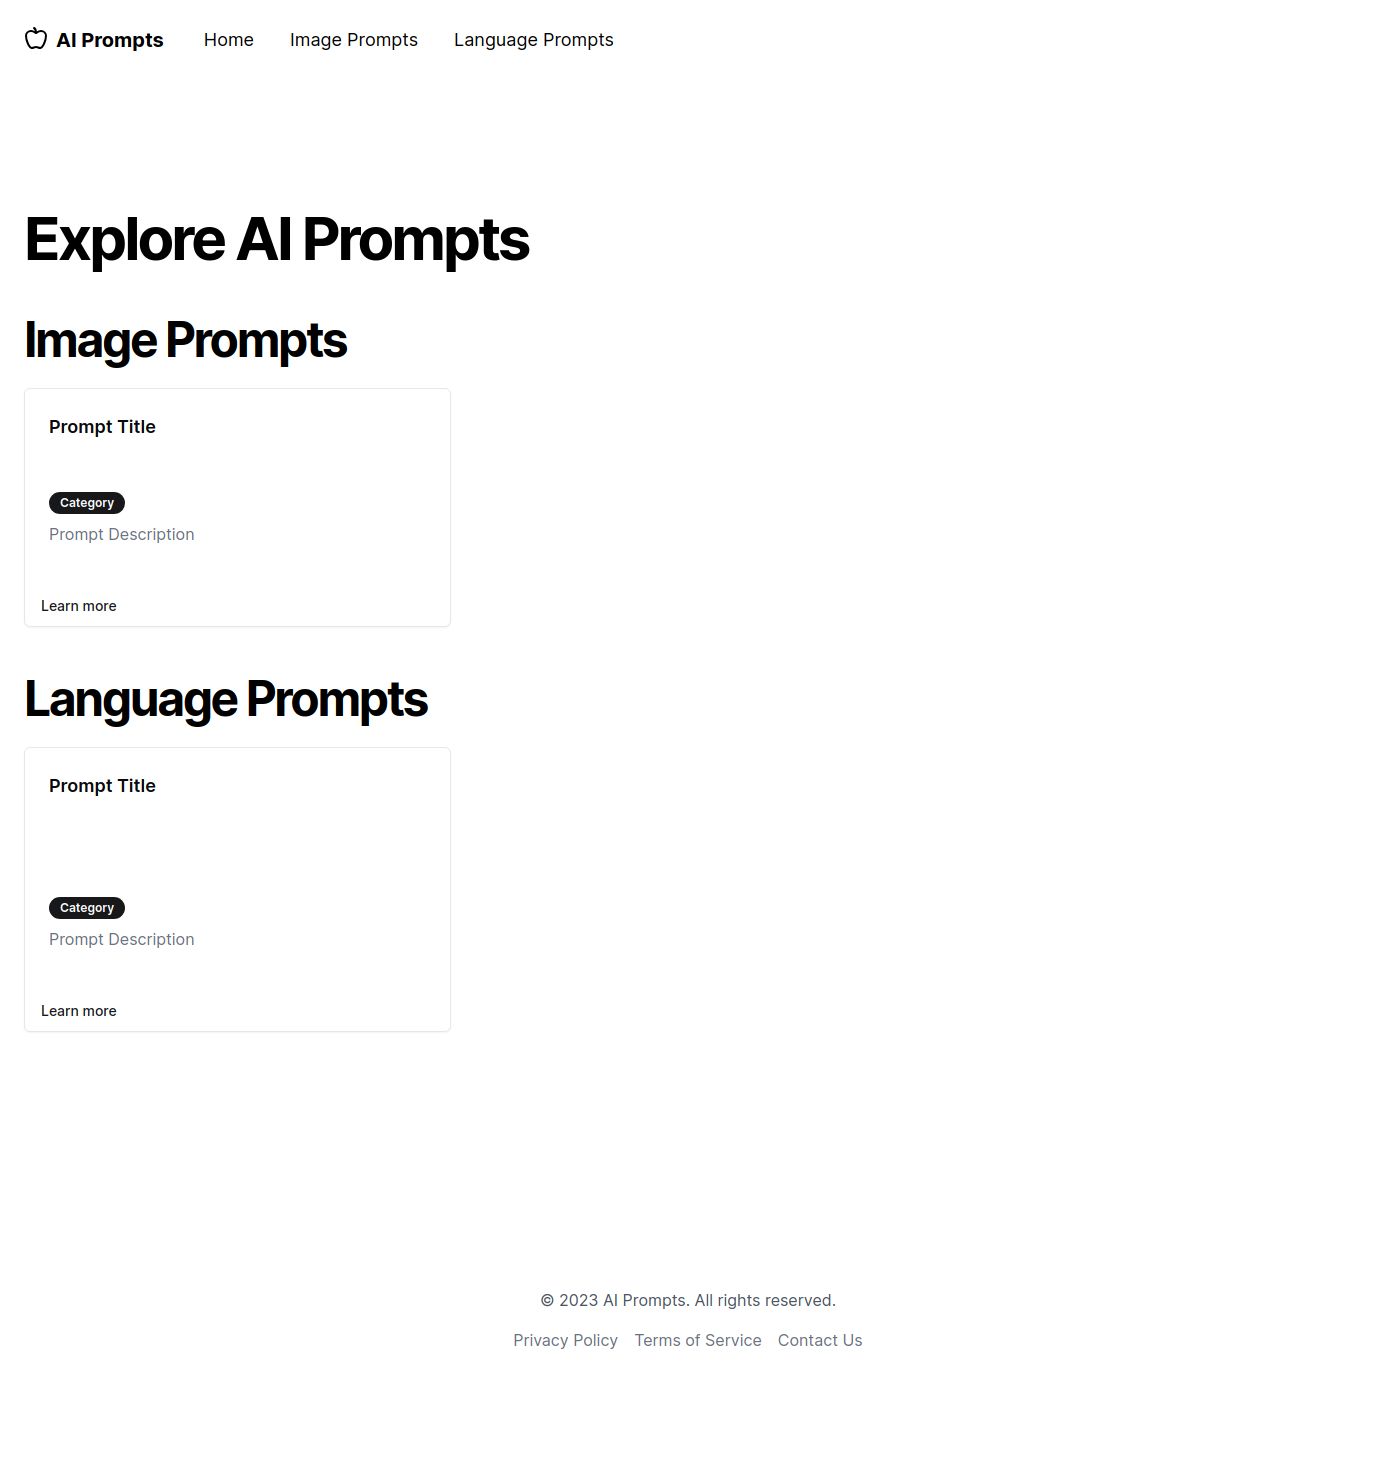 AI Prompts Home Image Prompts Language Prompts
Explore AI Prompts
Image Prompts
Prompt Title
Category
Prompt Description
Learn more
Language Prompts
Prompt Title
Category
Prompt Description
Learn more
© 2023 AI Prompts. All rights reserved.
Privacy Policy Terms of Service Contact Us